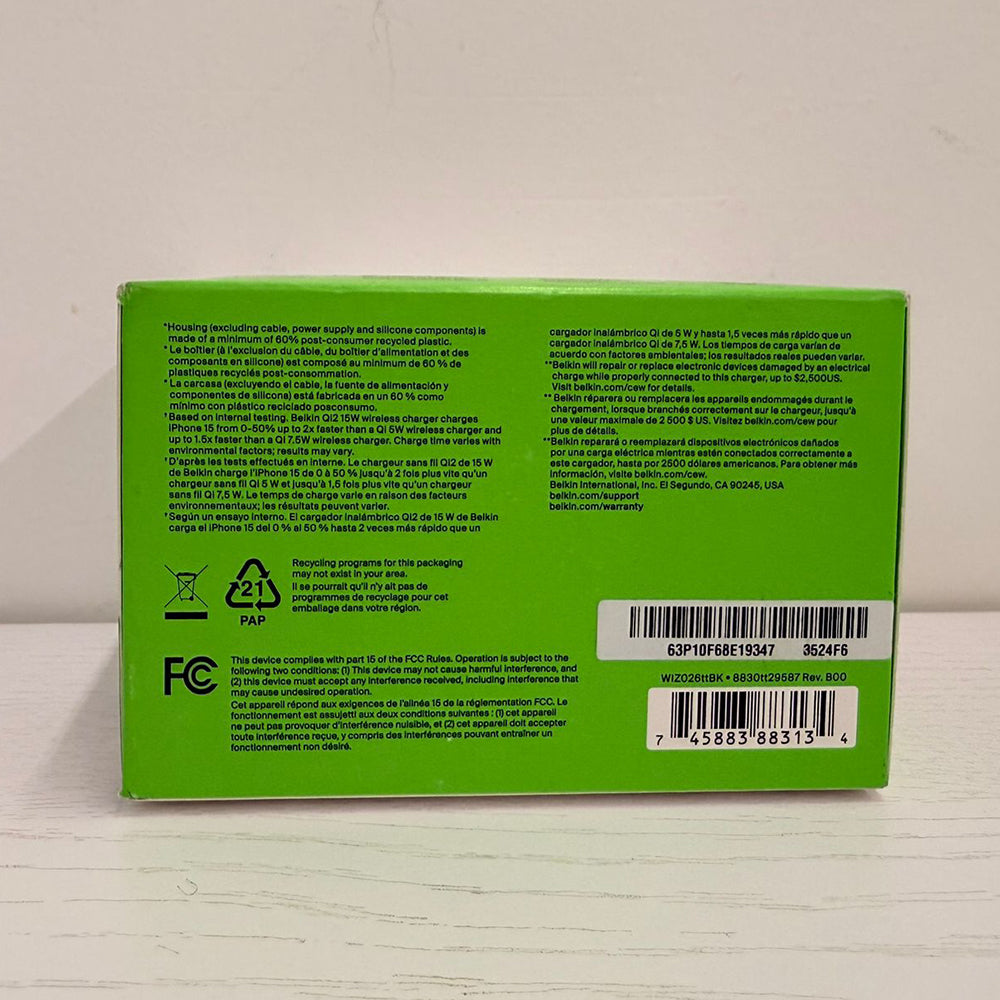 *Housing (excluding cable, power supply and silicone components) is
made of a minimum of 60% post-consumer recycled plastic.
* Le boîtier (à l'exclusion du câble, du boîtier d'alimentation et des
composants en silicone) est composé au minimum de 60 % de
plastiques recyclés post-consommation.
* La carcasa (excluyendo el cable, la fuente de alimentación y
componentes de silicona) está fabricada en un 60 % como
mínimo con plástico reciclado posconsumo.
†Based on internal testing. Belkin Qi2 15W wireless charger charges
iPhone 15 from 0-50% up to 2x faster than a Qi 5W wireless charger and
up to 1.5x faster than a Qi 7.5W wireless charger. Charge time varies with
environmental factors; results may vary.
†D'après les tests effectués en interne. Le chargeur sans fil Qi2 de 15 W
de Belkin charge l'iPhone 15 de 0 à 50 % jusqu'à 2 fois plus vite qu'un
chargeur sans fil Qi 5 W et jusqu'à 1,5 fois plus vite qu'un chargeur
sans fil Qi 7,5 W. Le temps de charge varie en raison des facteurs
environnementaux; les résultats peuvent varier.
†Según un ensayo interno. El cargador inalámbrico Qi2 de 15 W de Belkin
carga el iPhone 15 del 0 % al 50 % hasta 2 veces más rápido que un
cargador inalámbrico Qi de 5 W y hasta 1,5 veces más rápido que un
cargador inalámbrico Qi de 7,5 W. Los tiempos de carga varían de
acuerdo con factores ambientales; los resultados reales pueden variar.
**Belkin will repair or replace electronic devices damaged by an electrical
charge while properly connected to this charger, up to $2,500US.
Visit belkin.com/cew for details.
** Belkin réparera ou remplacera les appareils endommagés durant le
chargement, lorsque branchés correctement sur le chargeur, jusqu'à
une valeur maximale de 2 500 $ US. Visitez belkin.com/cew pour
plus de détails.
**Belkin reparará o reemplazará dispositivos electrónicos dañados
por una carga eléctrica mientras estén conectados correctamente a
este cargador, hasta por 2500 dólares americanos. Para obtener más
información, visite belkin.com/cew.
Belkin International, Inc. El Segundo, CA 90245, USA
belkin.com/support
belkin.com/warranty
21
PAP
Recycling programs for this packaging
may not exist in your area.
Il se pourrait qu'il n'y ait pas de
programmes de recyclage pour cet
emballage dans votre région.
FC
This device complies with part 15 of the FCC Rules. Operation is subject to the
following two conditions: (1) This device may not cause harmful interference, and
(2) this device must accept any interference received, including interference that
may cause undesired operation.
Cet appareil répond aux exigences de l'alinéa 15 de la réglementation FCC. Le
fonctionnement est assujetti aux deux conditions suivantes : (1) cet appareil
ne peut pas provoquer d'interférence nuisible, et (2) cet appareil doit accepter
toute interférence reçue, y compris des interférences pouvant entraîner un
fonctionnement non désiré.
63P10F68E19347 3524F6
WIZ026ttBK • 8830tt29587 Rev. B00
7 45883 88313 4